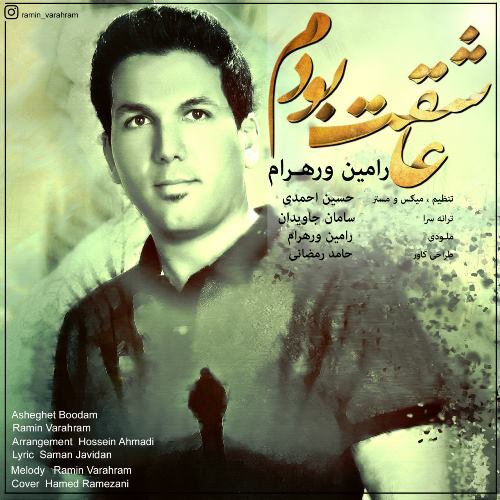 ramin_varahram
عاشقت بودم
رامین ورهرام
تنظیم ، میکس و مستر حسین احمدی
ترانه سرا سامان جاویدان
ملودی رامین ورهرام
طراحی کاور حامد رمضانی
Asheghet Boodam
Ramin Varahram
Arrangement Hossein Ahmadi
Lyric Saman Javidan
Melody Ramin Varahram
Cover Hamed Ramezani